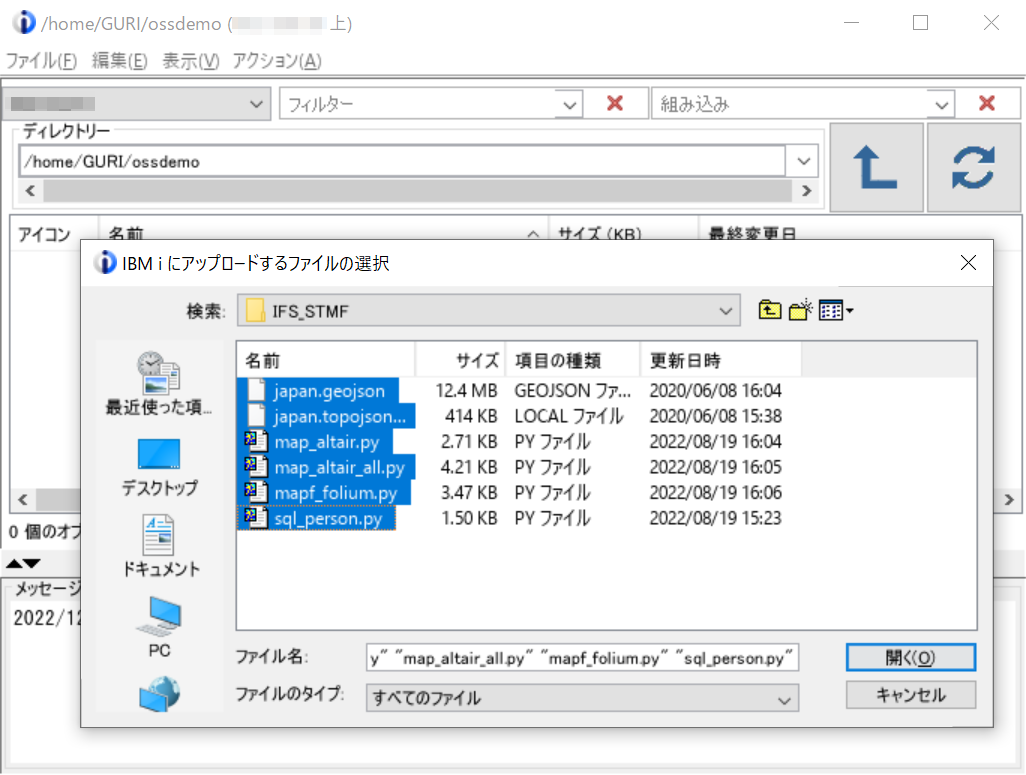 /home/GURI/ossdemo (上)
ファイル(F) 編集(E) 表示(V) アクション(A)
フィルター 組み込み
ディレクトリー
/home/GURI/ossdemo
アイコン 名前 サイズ (KB) 最終変更日
IBM i にアップロードするファイルの選択
検索: IFS_STMF
名前 サイズ 項目の種類 更新日時
japan.geojson 12.4 MB GEOJSON ファ... 2020/06/08 16:04
japan.topojson... 414 KB LOCAL ファイル 2020/06/08 15:38
map_altair.py 2.71 KB PY ファイル 2022/08/19 16:04
map_altair_all.py 4.21 KB PY ファイル 2022/08/19 16:05
mapf_folium.py 3.47 KB PY ファイル 2022/08/19 16:06
sql_person.py 1.50 KB PY ファイル 2022/08/19 15:23
最近使った項...
デスクトップ
ドキュメント
PC
ファイル名: y" "map_altair_all.py" "mapf_folium.py" "sql_person.py" 開く(O)
ファイルのタイプ: すべてのファイル キャンセル
0 個のオブ
メッセージ
2022/12